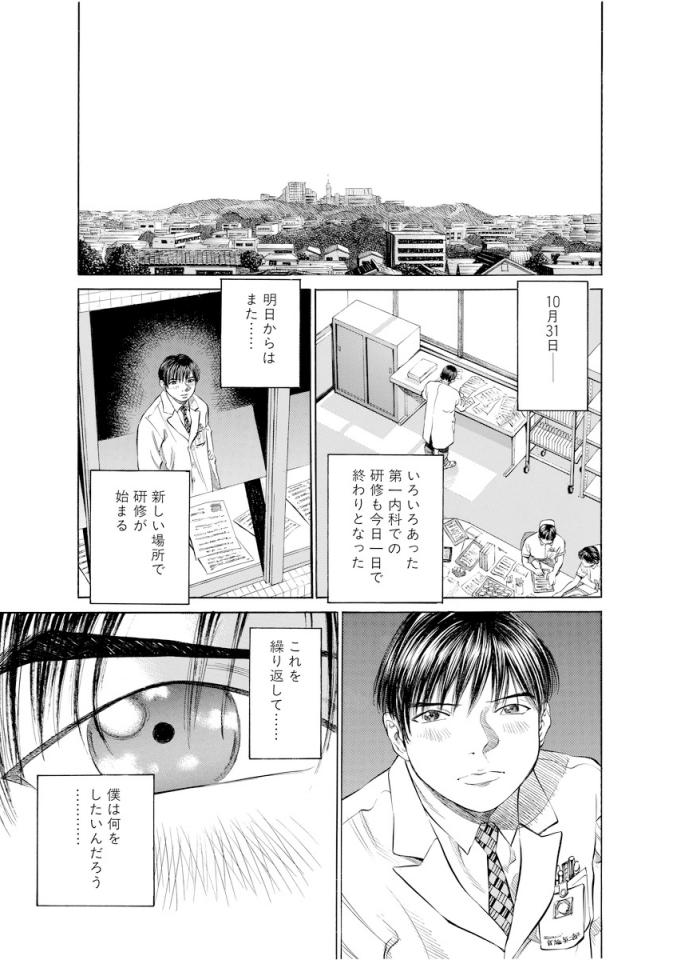 10月31日――
いろいろあった
第一内科での
研修も今日一日で
終わりとなった
明日からは
また……
新しい場所で
研修が
始まる
これを
繰り返して……
僕は何を
したいんだろう
…………